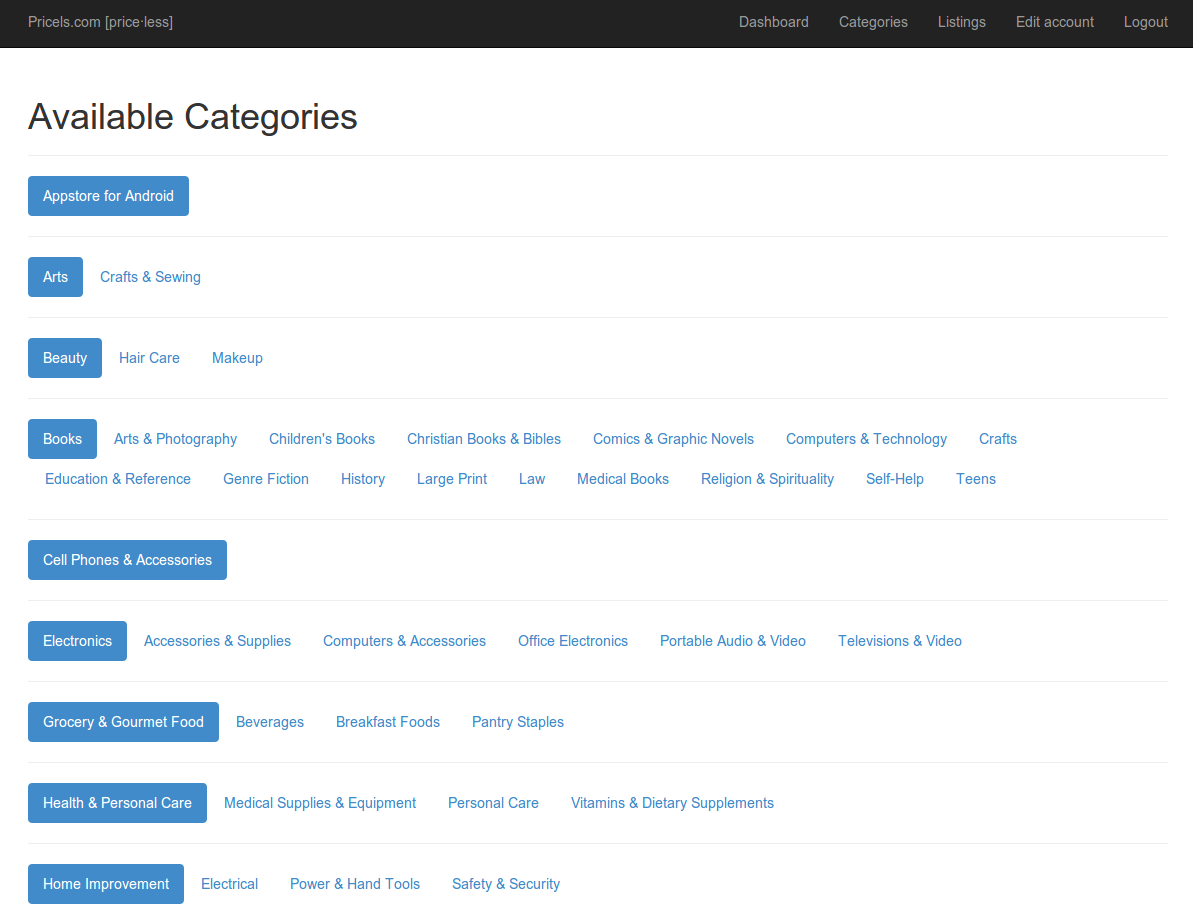 Pricels.com [price·less] Dashboard Categories Listings Edit account Logout
Available Categories
Appstore for Android
Arts Crafts & Sewing
Beauty Hair Care Makeup
Books Arts & Photography Children's Books Christian Books & Bibles Comics & Graphic Novels Computers & Technology Crafts
Education & Reference Genre Fiction History Large Print Law Medical Books Religion & Spirituality Self-Help Teens
Cell Phones & Accessories
Electronics Accessories & Supplies Computers & Accessories Office Electronics Portable Audio & Video Televisions & Video
Grocery & Gourmet Food Beverages Breakfast Foods Pantry Staples
Health & Personal Care Medical Supplies & Equipment Personal Care Vitamins & Dietary Supplements
Home Improvement Electrical Power & Hand Tools Safety & Security